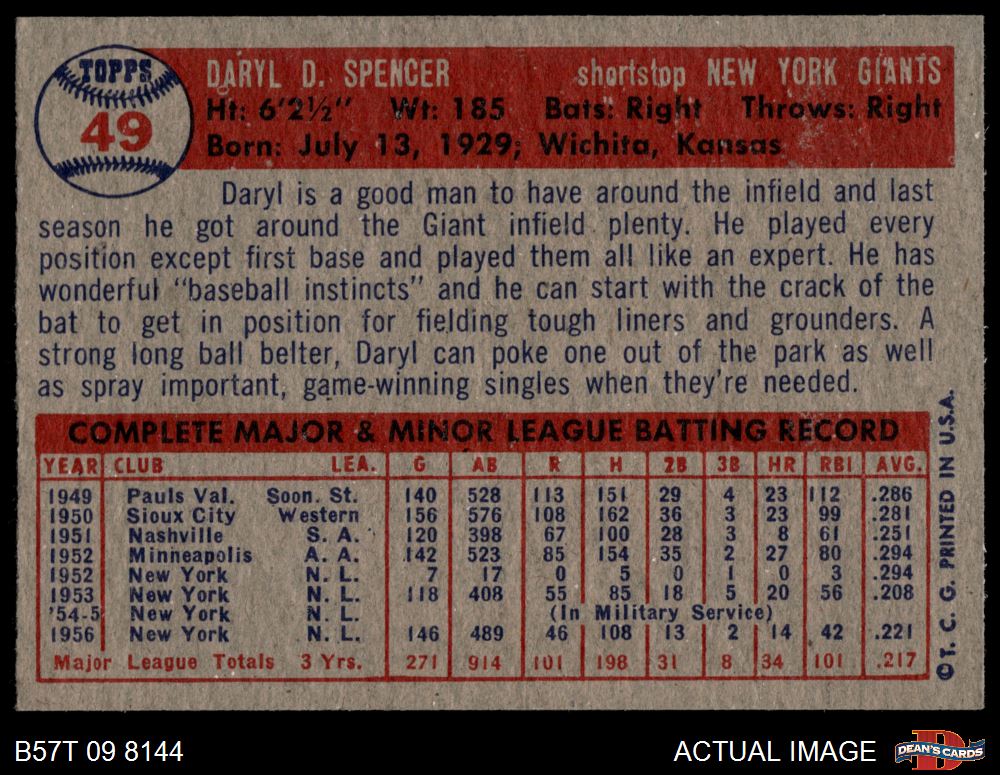 TOPPS
49
DARYL D. SPENCER shortstop NEW YORK GIANTS
Ht: 6'2½" Wt: 185 Bats: Right Throws: Right
Born: July 13, 1929; Wichita, Kansas
Daryl is a good man to have around the infield and last
season he got around the Giant infield plenty. He played every
position except first base and played them all like an expert. He has
wonderful "baseball instincts" and he can start with the crack of the
bat to get in position for fielding tough liners and grounders. A
strong long ball belter, Daryl can poke one out of the park as well
as spray important, game-winning singles when they're needed.
COMPLETE MAJOR & MINOR LEAGUE BATTING RECORD
YEAR CLUB LEA. G AB R H 2B 3B HR RBI AVG.
1949 Pauls Val. Soon. St. 140 528 113 151 29 4 23 112 .286
1950 Sioux City Western 156 576 108 162 36 3 23 99 .281
1951 Nashville S. A. 120 398 67 100 28 3 8 61 .251
1952 Minneapolis A. A. 142 523 85 154 35 2 27 80 .294
1952 New York N. L. 7 17 0 5 0 1 0 3 .294
1953 New York N. L. 118 408 55 85 18 5 20 56 .208
'54-5 New York N. L. (In Military Service)
1956 New York N. L. 146 489 46 108 13 2 14 42 .221
Major League Totals 3 Yrs. 271 914 101 198 31 8 34 101 .217
© T. C. G. PRINTED IN U.S.A.
B57T 09 8144 ACTUAL IMAGE
DEAN'S CARDS